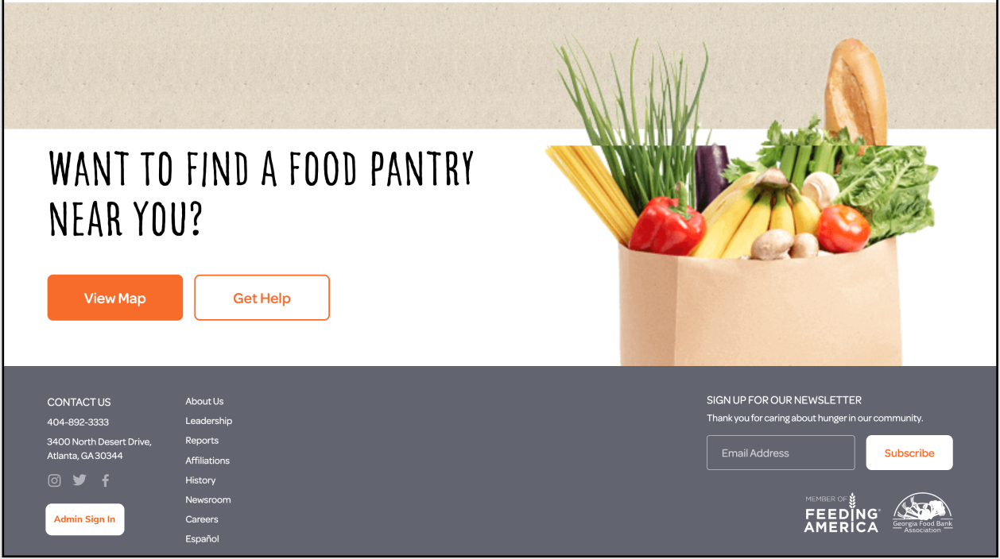 WANT TO FIND A FOOD PANTRY
NEAR YOU?
View Map
Get Help
CONTACT US
404-892-3333
3400 North Desert Drive,
Atlanta, GA 30344
Admin Sign In
About Us
Leadership
Reports
Affiliations
History
Newsroom
Careers
Español
SIGN UP FOR OUR NEWSLETTER
Thank you for caring about hunger in our community.
Email Address
Subscribe
MEMBER OF
FEEDING
AMERICA
Georgia Food Bank
Association